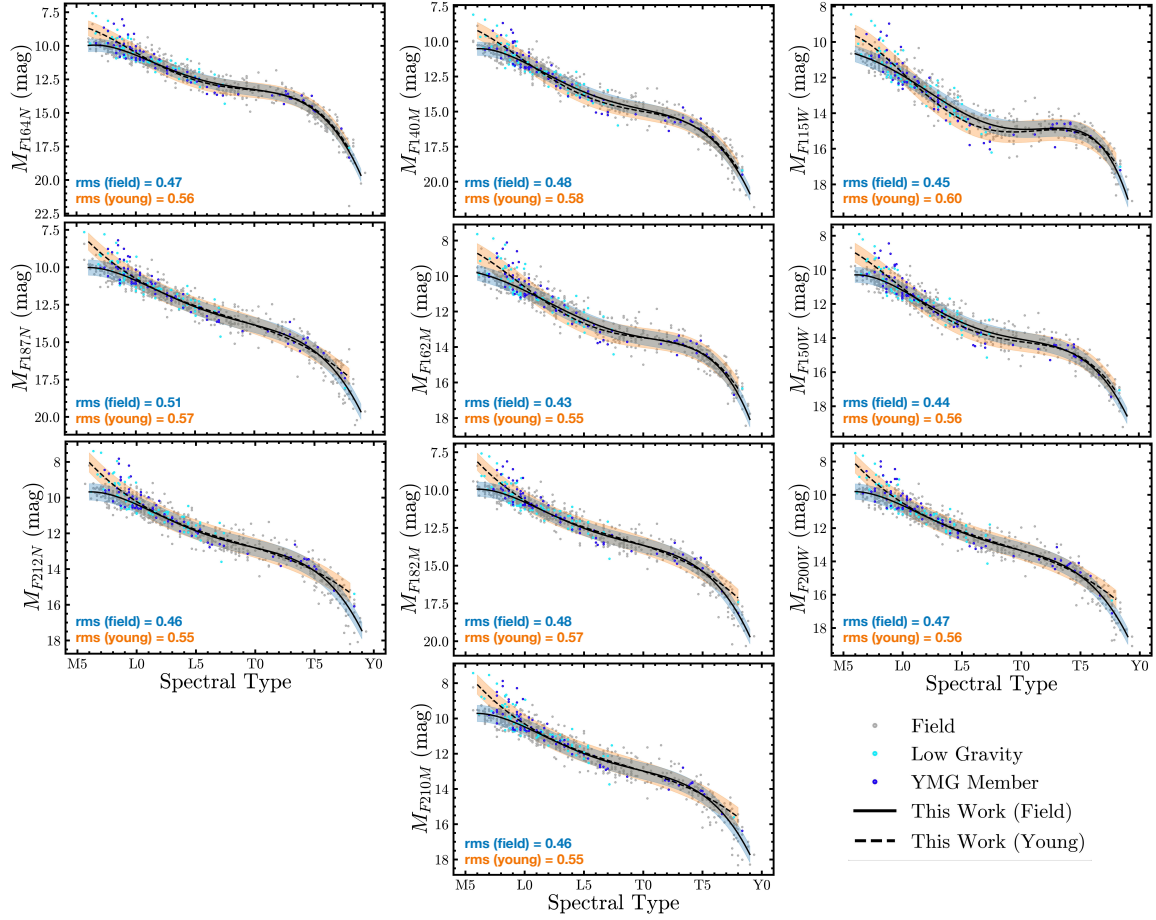 7.5
10.0
12.5
15.0
17.5
20.0
22.5
M_F164N (mag)
rms (field) = 0.47
rms (young) = 0.56
7.5
10.0
12.5
15.0
17.5
20.0
M_F140M (mag)
rms (field) = 0.48
rms (young) = 0.58
8
10
12
14
16
18
M_F115W (mag)
rms (field) = 0.45
rms (young) = 0.60
7.5
10.0
12.5
15.0
17.5
20.0
M_F187N (mag)
rms (field) = 0.51
rms (young) = 0.57
8
10
12
14
16
18
M_F162M (mag)
rms (field) = 0.43
rms (young) = 0.55
8
10
12
14
16
18
M_F150W (mag)
rms (field) = 0.44
rms (young) = 0.56
8
10
12
14
16
18
M_F212N (mag)
rms (field) = 0.46
rms (young) = 0.55
M5 L0 L5 T0 T5 Y0
Spectral Type
7.5
10.0
12.5
15.0
17.5
20.0
M_F182M (mag)
rms (field) = 0.48
rms (young) = 0.57
8
10
12
14
16
18
M_F200W (mag)
rms (field) = 0.47
rms (young) = 0.56
M5 L0 L5 T0 T5 Y0
Spectral Type
8
10
12
14
16
18
M_F210M (mag)
rms (field) = 0.46
rms (young) = 0.55
M5 L0 L5 T0 T5 Y0
Spectral Type
Field
Low Gravity
YMG Member
This Work (Field)
This Work (Young)